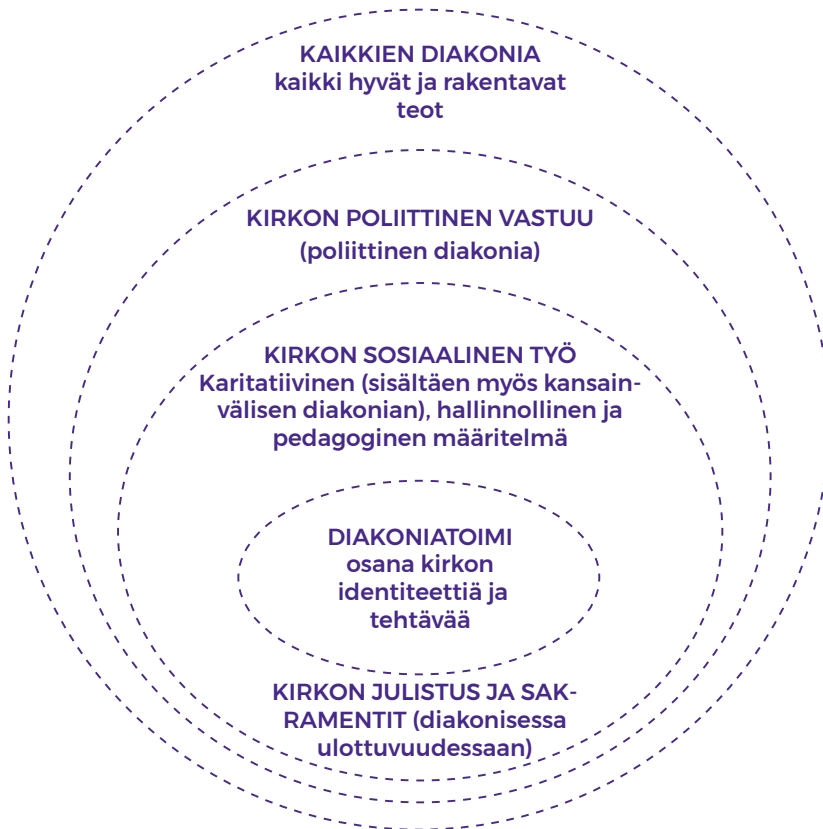 KAIKKIEN DIAKONIA
kaikki hyvät ja rakentavat
teot
KIRKON POLIITTINEN VASTUU
(poliittinen diakonia)
KIRKON SOSIAALINEN TYÖ
Karitatiivinen (sisältäen myös kansain-
välisen diakonian), hallinnollinen ja
pedagoginen määritelmä
DIAKONIATOIMI
osana kirkon
identiteettiä ja
tehtävää
KIRKON JULISTUS JA SAK-
RAMENTIT (diakonisessa
ulottuvuudessaan)